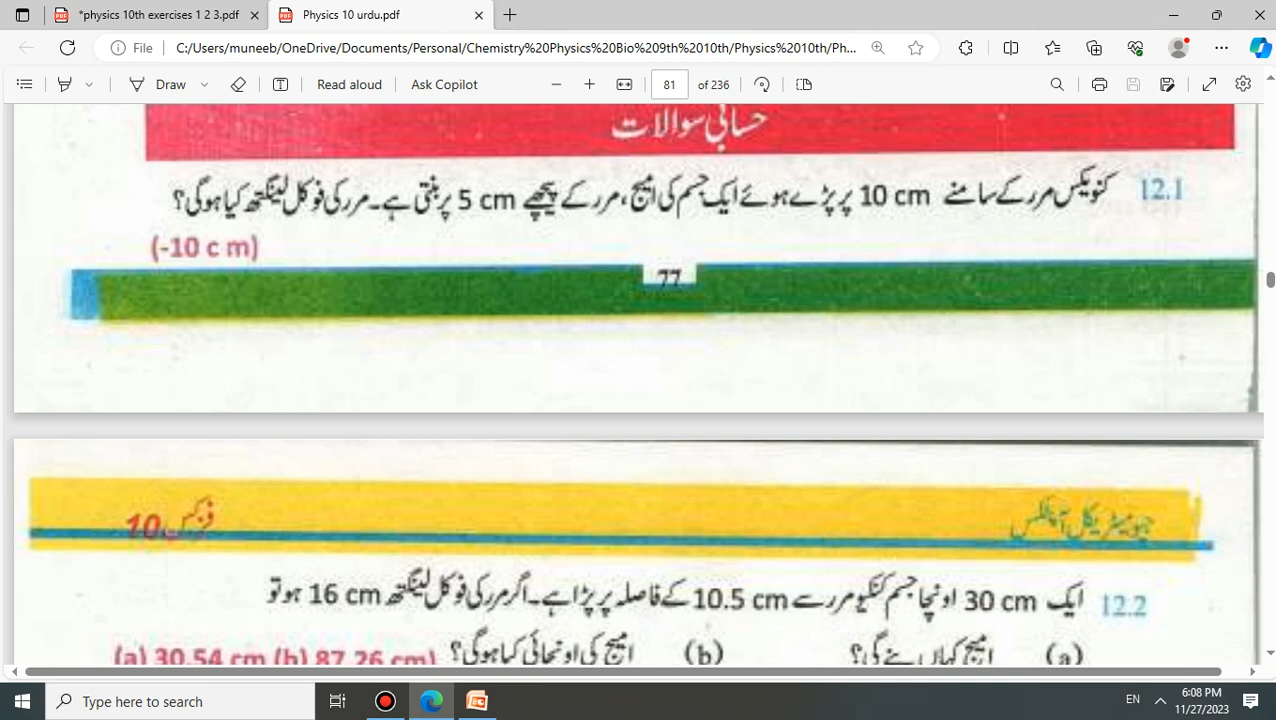 *physics 10th exercises 1 2 3.pdf
Physics 10 urdu.pdf
File
C:/Users/muneeb/OneDrive/Documents/Personal/Chemistry%20Physics%20Bio%209th%2010th/Physics%2010th/Ph...
Draw
Read aloud
Ask Copilot
81 of 236
حسابی سوالات
12.1 کنویکس مرر کے سامنے 10 cm پر پڑے ہوئے ایک جسم کی امیج، مرر کے پیچھے 5 cm پر بنتی ہے۔ مرر کی فوکل لینگتھ کیا ہوگی؟
(-10 c m)
77
جیومیٹریکل آپٹکس
فزکس 10
12.2 ایک 30 cm اونچا جسم کنکیو مرر سے 10.5 cm کے فاصلہ پر پڑا ہے۔ اگر مرر کی فوکل لینگتھ 16 cm ہو تو
(a) امیج کہاں بنے گی؟ (b) امیج کی اونچائی کیا ہوگی؟ (a) 30.54 cm (b) 87.26 cm)
Type here to search
EN
6:08 PM
11/27/2023